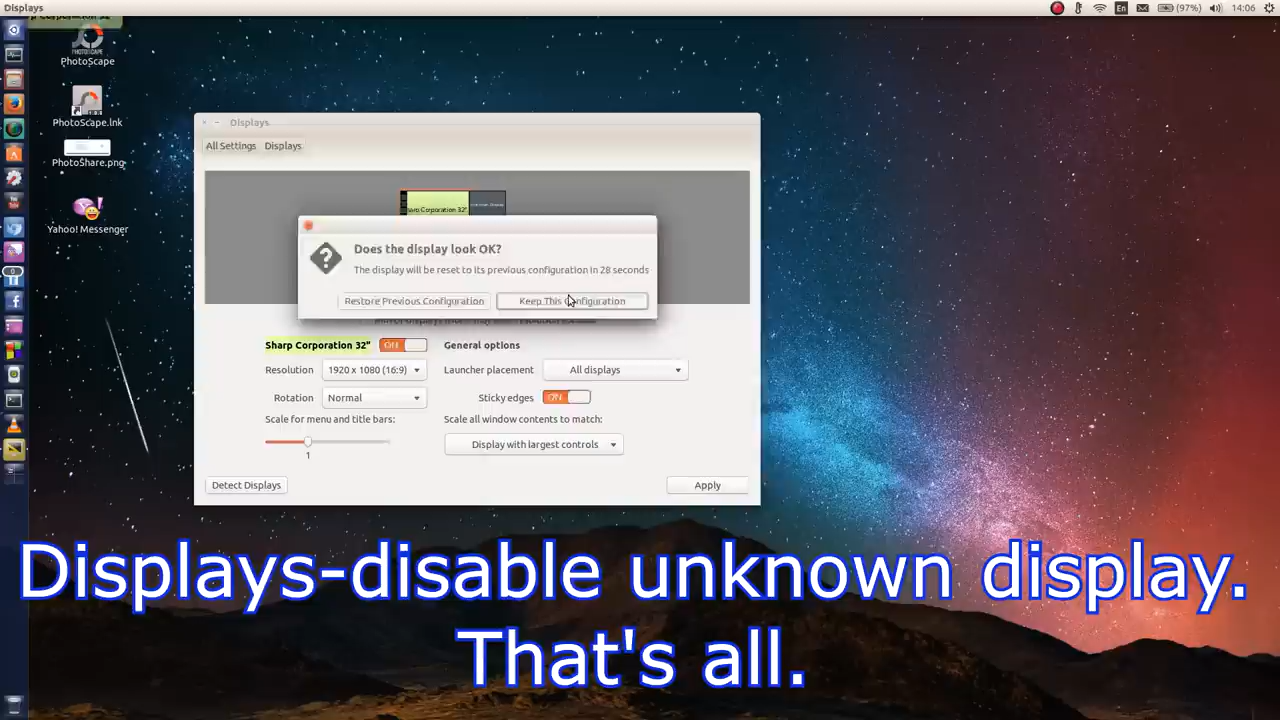 Displays
En
(97%)
14:06
PhotoScape
PhotoScape.lnk
PhotoShare.png
Yahoo! Messenger
Displays
All Settings Displays
Sharp Corporation 32"
Does the display look OK?
The display will be reset to its previous configuration in 28 seconds
Restore Previous Configuration
Keep This Configuration
Sharp Corporation 32" ON
General options
Resolution 1920 x 1080 (16:9)
Launcher placement All displays
Rotation Normal
Sticky edges ON
Scale for menu and title bars:
Scale all window contents to match:
1
Display with largest controls
Detect Displays
Apply
Displays-disable unknown display.
That's all.